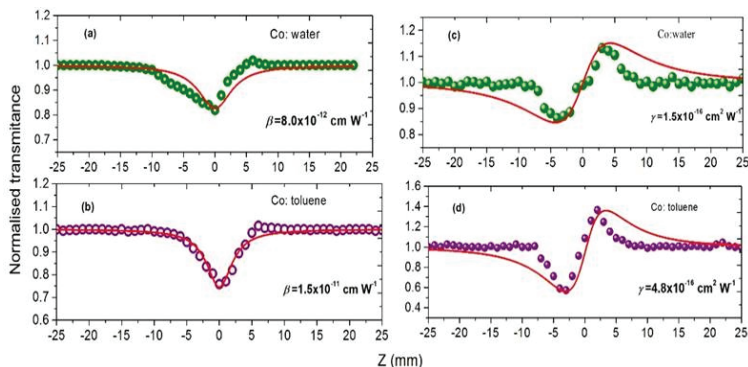 Normalised transmitance
1.2
1.1
1.0
0.9
0.8
0.7
(a)
Co: water
β=8.0x10⁻¹² cm W⁻¹
-25 -20 -15 -10 -5 0 5 10 15 20 25
1.2
1.1
1.0
0.9
0.8
(c)
Co:water
γ=1.5x10⁻¹⁶ cm² W⁻¹
-25 -20 -15 -10 -5 0 5 10 15 20 25
1.2
1.1
1.0
0.9
0.8
0.7
0.6
(b)
Co: toluene
β=1.5x10⁻¹¹ cm W⁻¹
-25 -20 -15 -10 -5 0 5 10 15 20 25
1.6
1.4
1.2
1.0
0.8
0.6
0.4
(d)
Co: toluene
γ=4.8x10⁻¹⁶ cm² W⁻¹
-25 -20 -15 -10 -5 0 5 10 15 20 25
Z (mm)